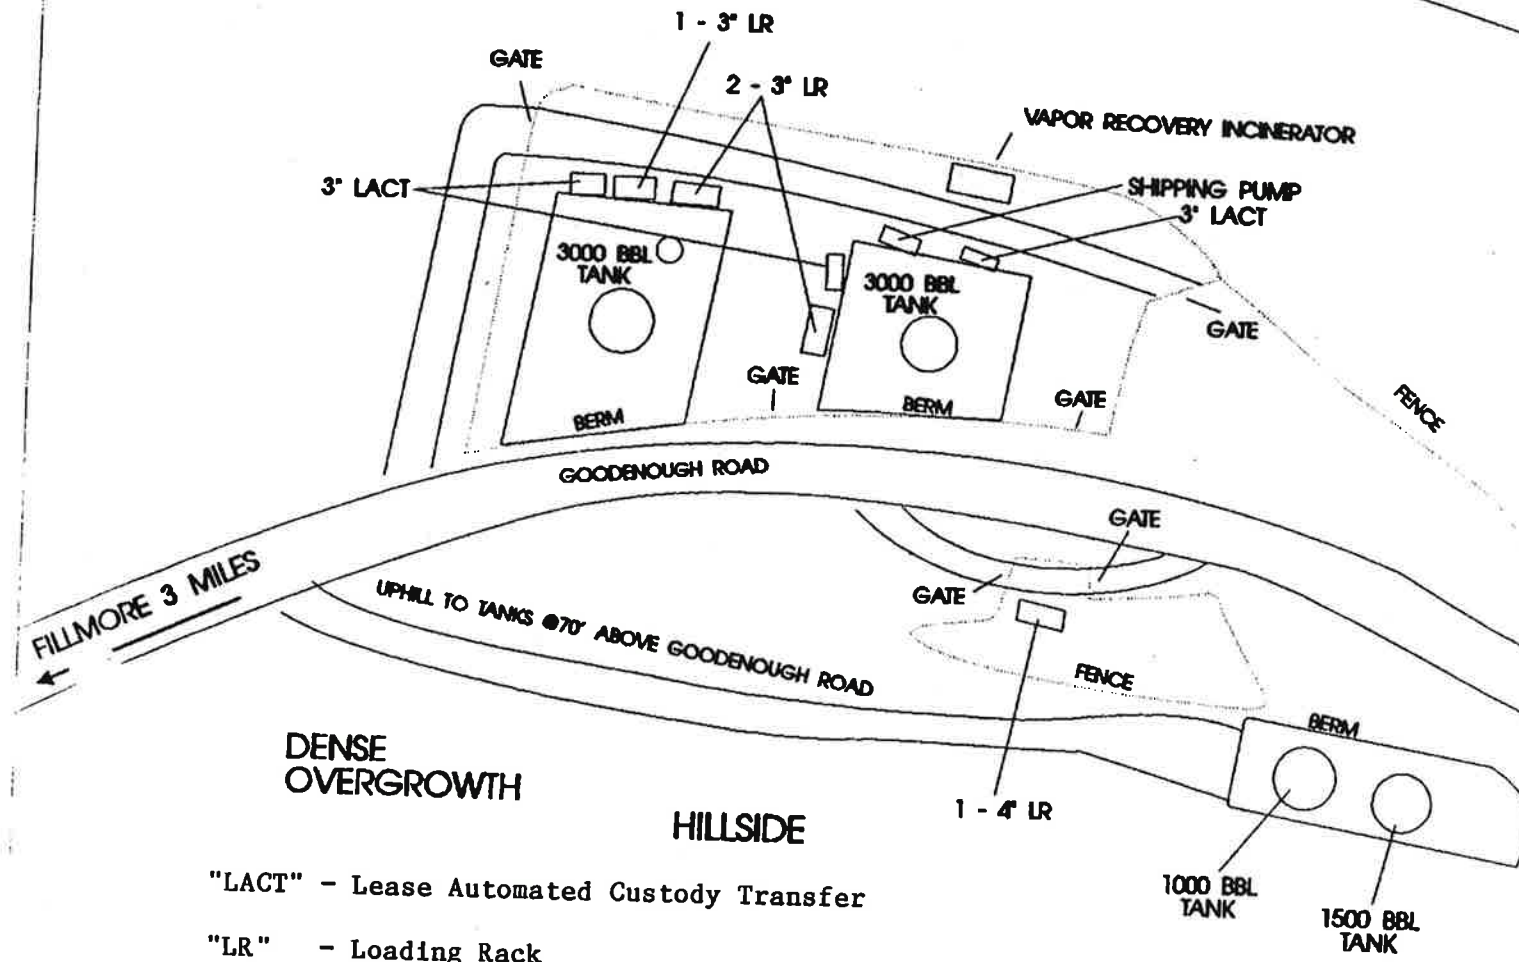 1 - 3" LR
GATE
2 - 3" LR
VAPOR RECOVERY INCINERATOR
3" LACT
SHIPPING PUMP
3" LACT
3000 BBL
TANK
3000 BBL
TANK
GATE
GATE
GATE
FENCE
BERM
BERM
GOODENOUGH ROAD
GATE
FILLMORE 3 MILES
GATE
UPHILL TO TANKS @70' ABOVE GOODENOUGH ROAD
FENCE
BERM
DENSE
OVERGROWTH
1 - 4" LR
HILLSIDE
1000 BBL
TANK
1500 BBL
TANK
"LACT" - Lease Automated Custody Transfer
"LR" - Loading Rack